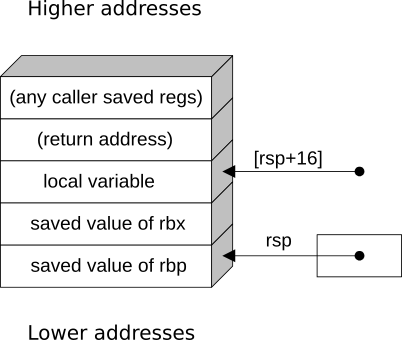 Higher addresses
(any caller saved regs)
(return address)
local variable
[rsp+16]
saved value of rbx
rsp
saved value of rbp
Lower addresses